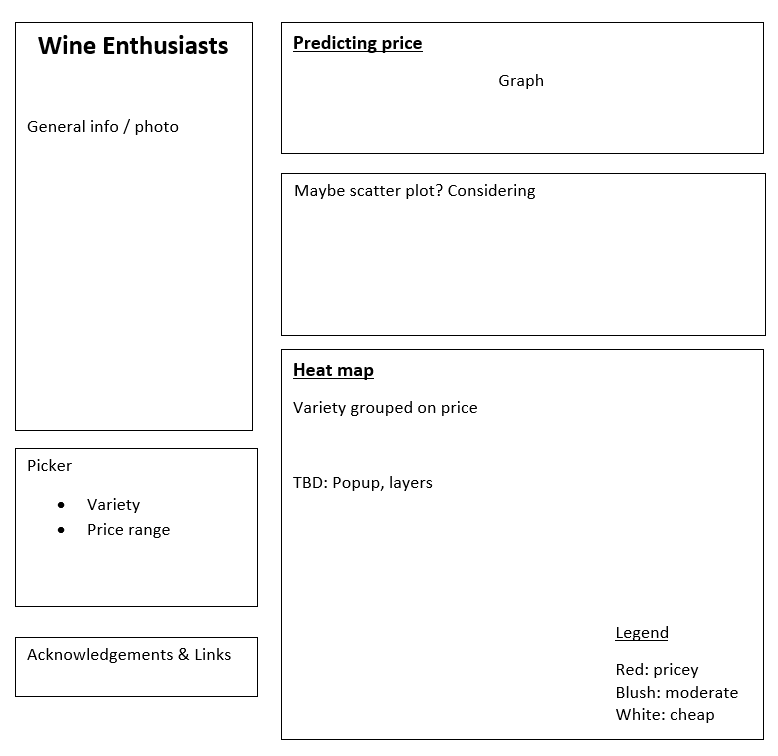 Wine Enthusiasts
General info / photo
Picker
• Variety
• Price range
Acknowledgements & Links
Predicting price
Graph
Maybe scatter plot? Considering
Heat map
Variety grouped on price
TBD: Popup, layers
Legend
Red: pricey
Blush: moderate
White: cheap